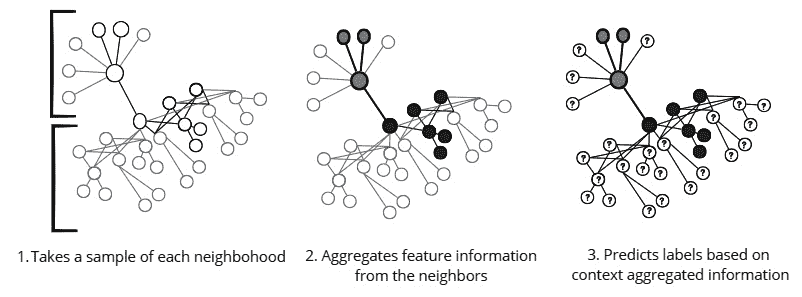 1.Takes a sample of each neighbohood
2. Aggregates feature information
from the neighbors
3. Predicts labels based on
context aggregated information
? ? ? ? ? ? ? ? ? ? ? ? ? ? ? ? ? ? ? ? ? ? ?